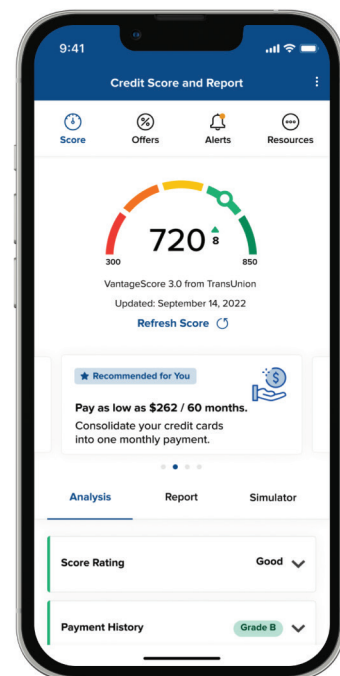 9:41
Credit Score and Report
Score
Offers
Alerts
Resources
720
8
300
850
VantageScore 3.0 from TransUnion
Updated: September 14, 2022
Refresh Score
Recommended for You
Pay as low as $262 / 60 months.
Consolidate your credit cards
into one monthly payment.
Analysis
Report
Simulator
Score Rating
Good
Payment History
Grade B